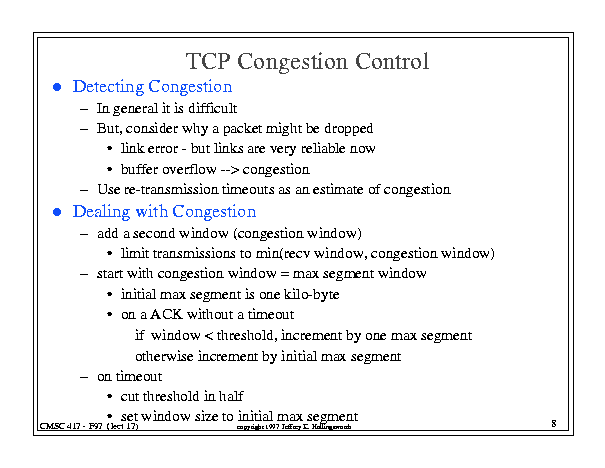 TCP Congestion Control
● Detecting Congestion
– In general it is difficult
– But, consider why a packet might be dropped
• link error - but links are very reliable now
• buffer overflow --> congestion
– Use re-transmission timeouts as an estimate of congestion
● Dealing with Congestion
– add a second window (congestion window)
• limit transmissions to min(recv window, congestion window)
– start with congestion window = max segment window
• initial max segment is one kilo-byte
• on a ACK without a timeout
if window < threshold, increment by one max segment
otherwise increment by initial max segment
– on timeout
• cut threshold in half
• set window size to initial max segment
CMSC 417 - F97 (lect 17)
copyright 1997 Jeffrey K. Hollingsworth
8